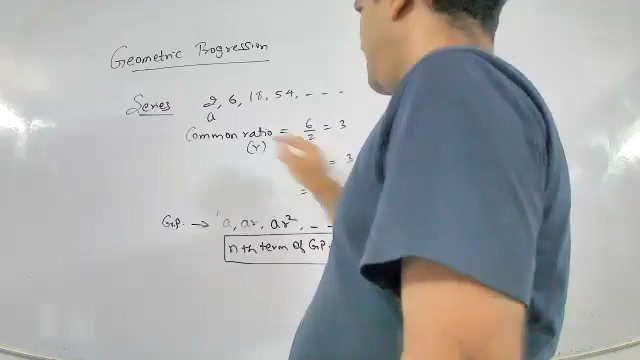 Geometric Progression
Series 2, 6, 18, 54, - - -
a
Common ratio = 6/2 = 3
(r)
= 3
=
G.P. → a, ar, ar², - -
nth term of G.P.